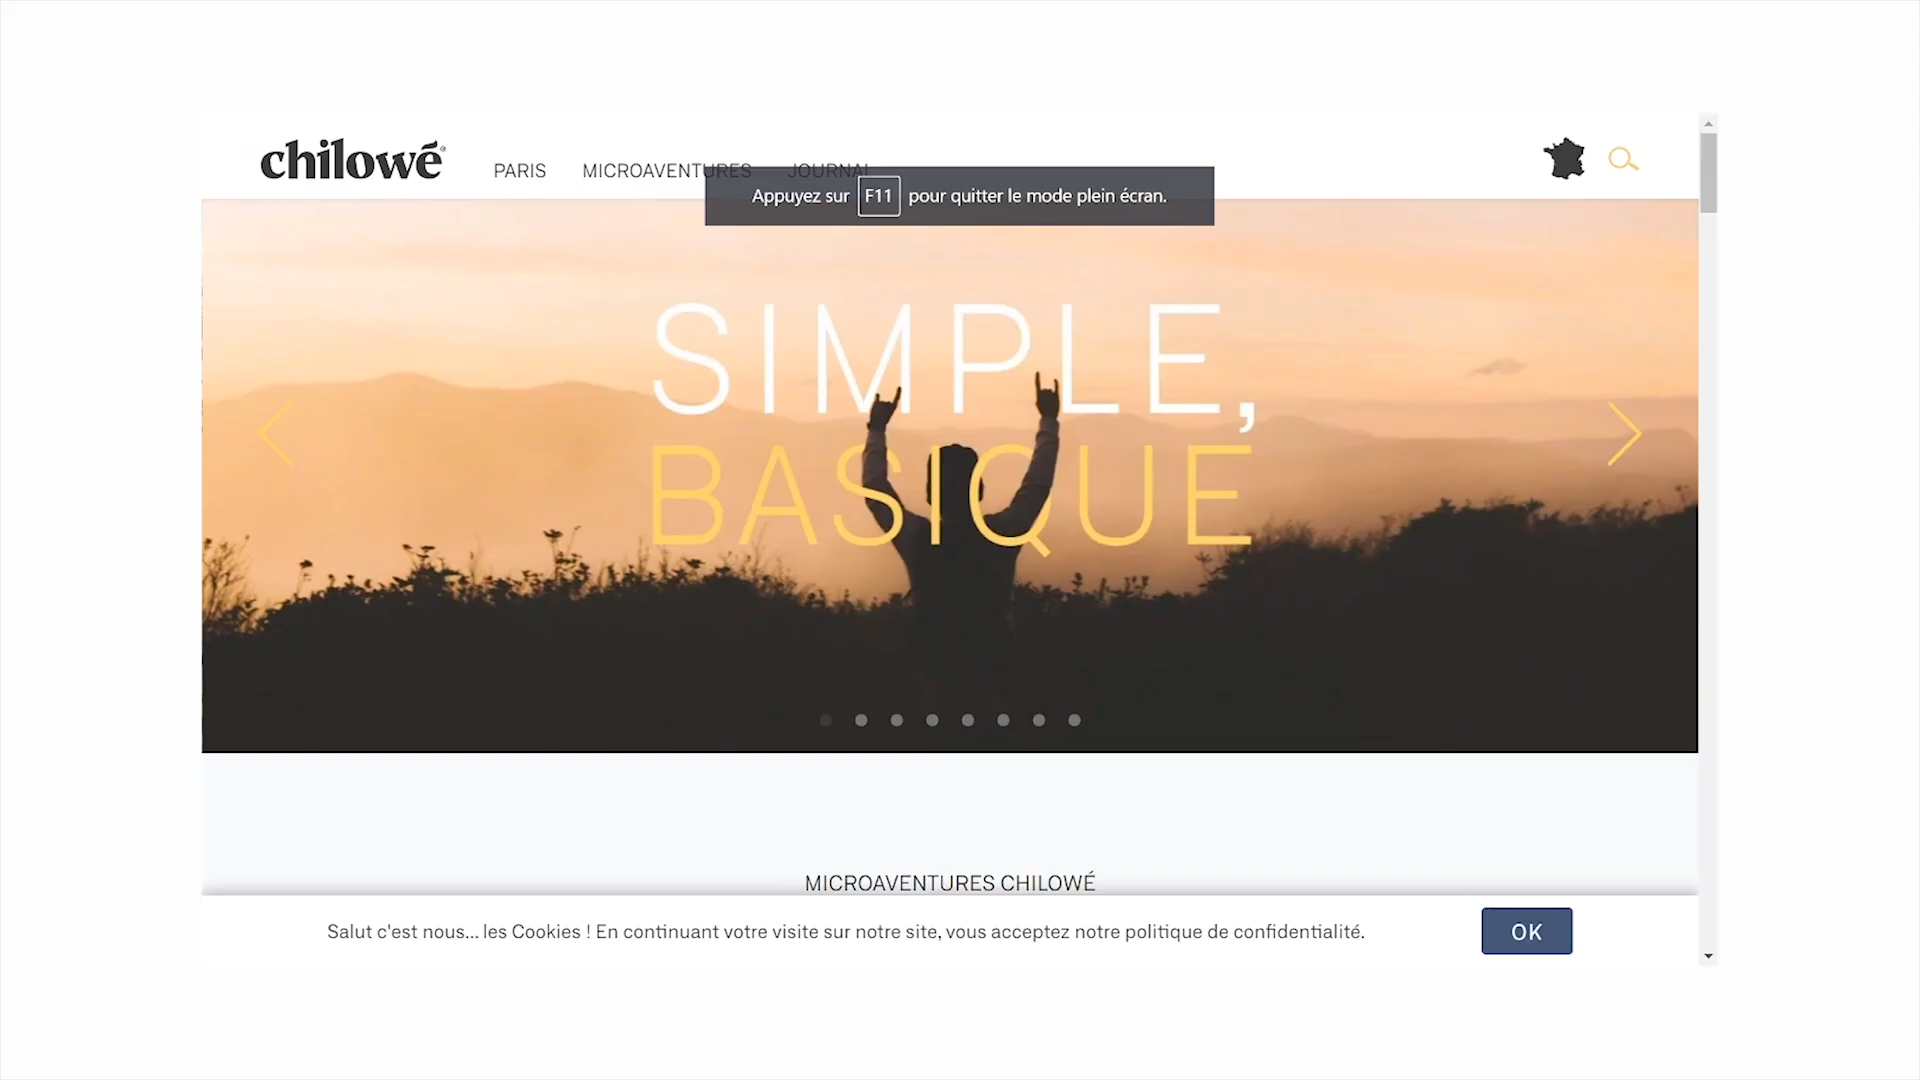 chilowé
PARIS MICROAVENTURES JOURNAL
Appuyez sur F11 pour quitter le mode plein écran.
SIMPLE,
BASIQUE
MICROAVENTURES CHILOWÉ
Salut c'est nous... les Cookies ! En continuant votre visite sur notre site, vous acceptez notre politique de confidentialité.
OK